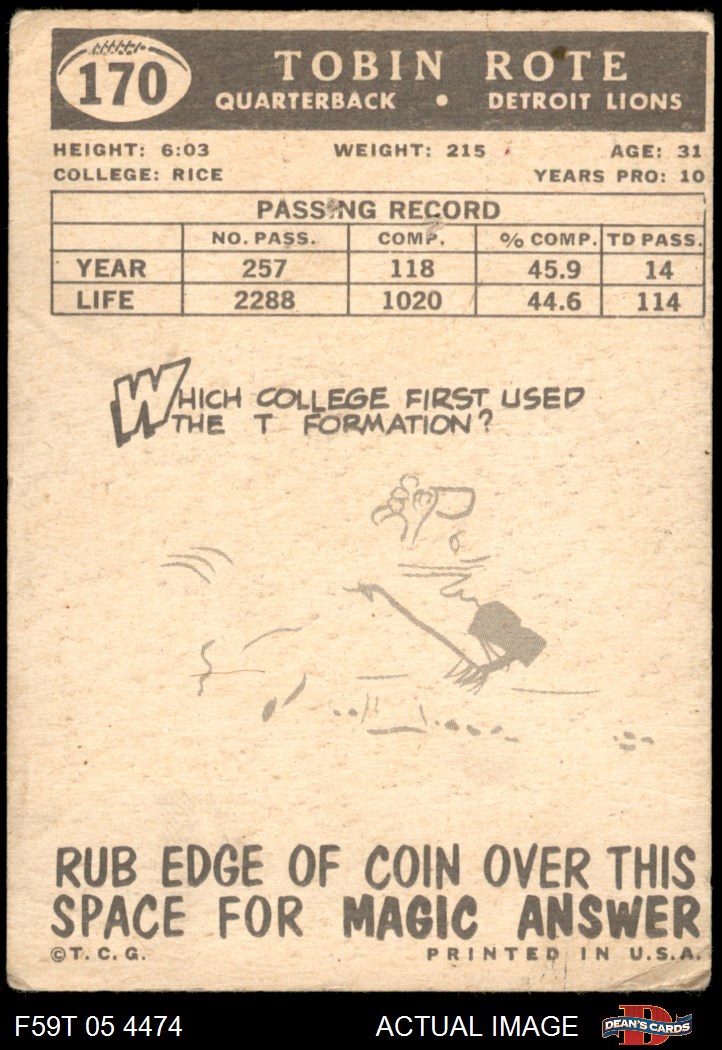 170
TOBIN ROTE
QUARTERBACK • DETROIT LIONS
HEIGHT: 6:03 WEIGHT: 215 AGE: 31
COLLEGE: RICE YEARS PRO: 10
PASSING RECORD
NO. PASS. COMP. % COMP. TD PASS.
YEAR 257 118 45.9 14
LIFE 2288 1020 44.6 114
WHICH COLLEGE FIRST USED
THE T FORMATION?
RUB EDGE OF COIN OVER THIS
SPACE FOR MAGIC ANSWER
©T. C. G. PRINTED IN U.S.A.
F59T 05 4474 ACTUAL IMAGE DEAN'S CARDS